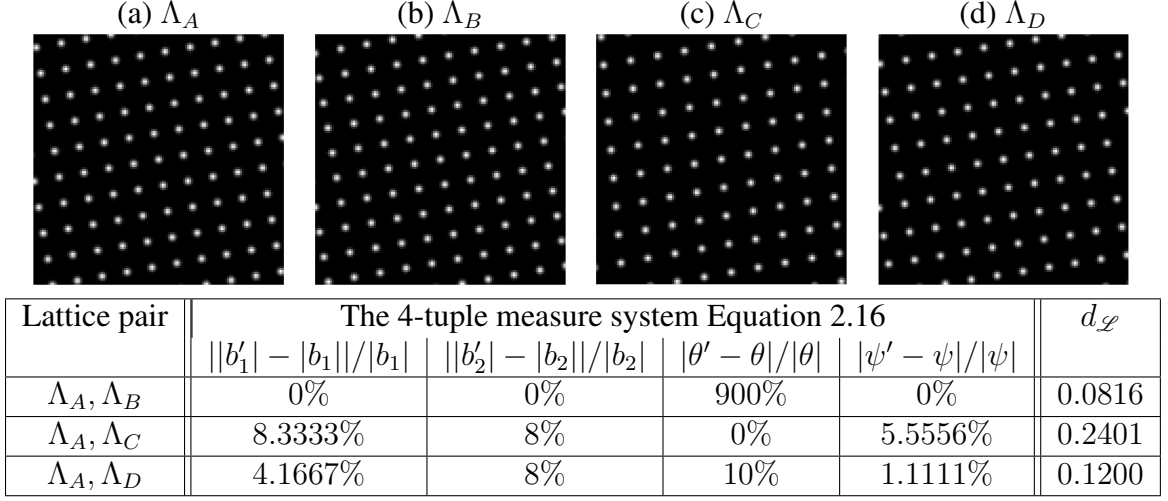 (a) Λ_A (b) Λ_B (c) Λ_C (d) Λ_D
Lattice pair The 4-tuple measure system Equation 2.16 d_ℒ
||b′_1| − |b_1||/|b_1| ||b′_2| − |b_2||/|b_2| |θ′ − θ|/|θ| |ψ′ − ψ|/|ψ|
Λ_A, Λ_B 0% 0% 900% 0% 0.0816
Λ_A, Λ_C 8.3333% 8% 0% 5.5556% 0.2401
Λ_A, Λ_D 4.1667% 8% 10% 1.1111% 0.1200